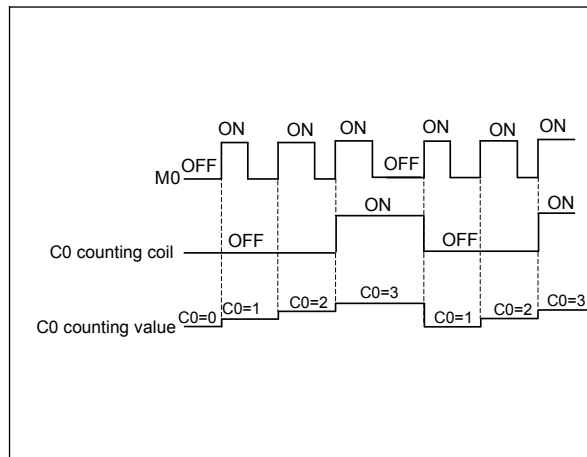 ON ON ON ON ON ON
OFF OFF
M0
ON ON
C0 counting coil OFF OFF
C0=0 C0=1 C0=2 C0=3 C0=1 C0=2 C0=3
C0 counting value